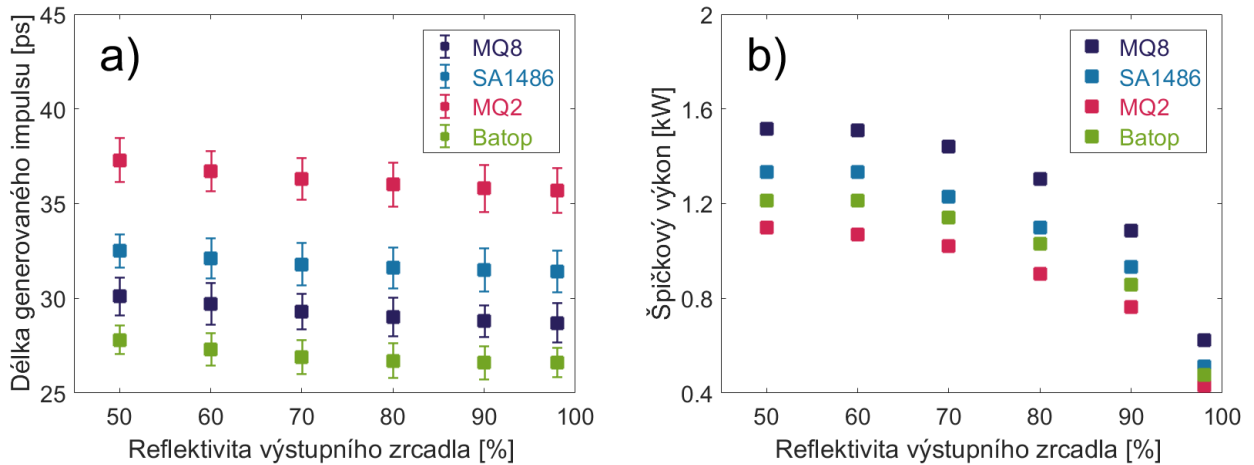 a)
Délka generovaného impulsu [ps]
45
40
35
30
25
50 60 70 80 90 100
Reflektivita výstupního zrcadla [%]
MQ8
SA1486
MQ2
Batop
b)
Špičkový výkon [kW]
2
1.6
1.2
0.8
0.4
50 60 70 80 90 100
Reflektivita výstupního zrcadla [%]
MQ8
SA1486
MQ2
Batop